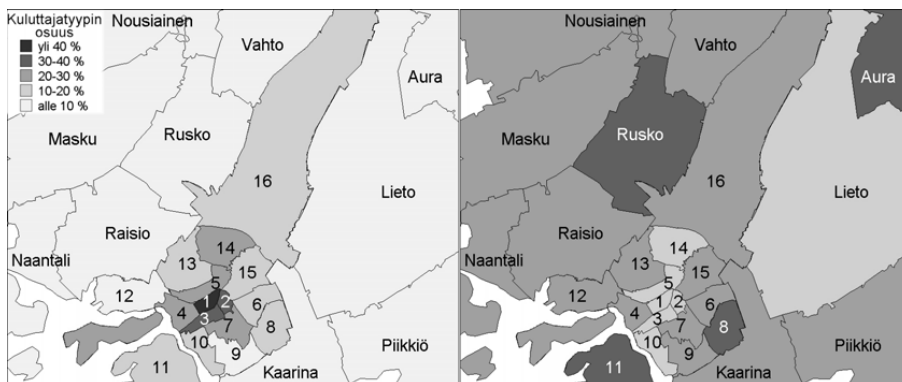 Kuluttajatyypin
osuus
yli 40 %
30-40 %
20-30 %
10-20 %
alle 10 %
Nousiainen
Vahto
Aura
Masku
Rusko
16
Lieto
Raisio
Naantali
14
13
15
5
12
1
2
6
4
3
7
8
10
9
11
Piikkiö
Kaarina
Nousiainen
Vahto
Aura
Masku
Rusko
16
Lieto
Raisio
Naantali
14
13
15
5
12
1
2
6
4
3
7
8
10
9
11
Piikkiö
Kaarina